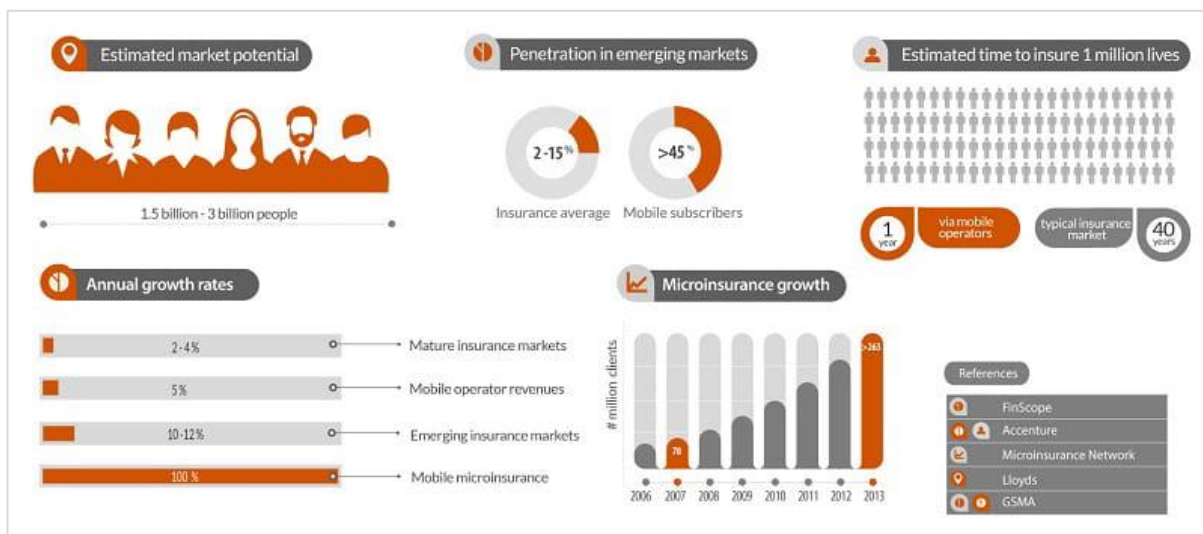 Estimated market potential
1.5 billion - 3 billion people
Penetration in emerging markets
2-15%
Insurance average
>45%
Mobile subscribers
Estimated time to insure 1 million lives
1
year
via mobile
operators
typical insurance
market
40
years
Annual growth rates
2-4%
Mature insurance markets
5%
Mobile operator revenues
10-12%
Emerging insurance markets
100 %
Mobile microinsurance
Microinsurance growth
# million clients
78
>263
2006 2007 2008 2009 2010 2011 2012 2013
References
FinScope
Accenture
Microinsurance Network
Lloyds
GSMA